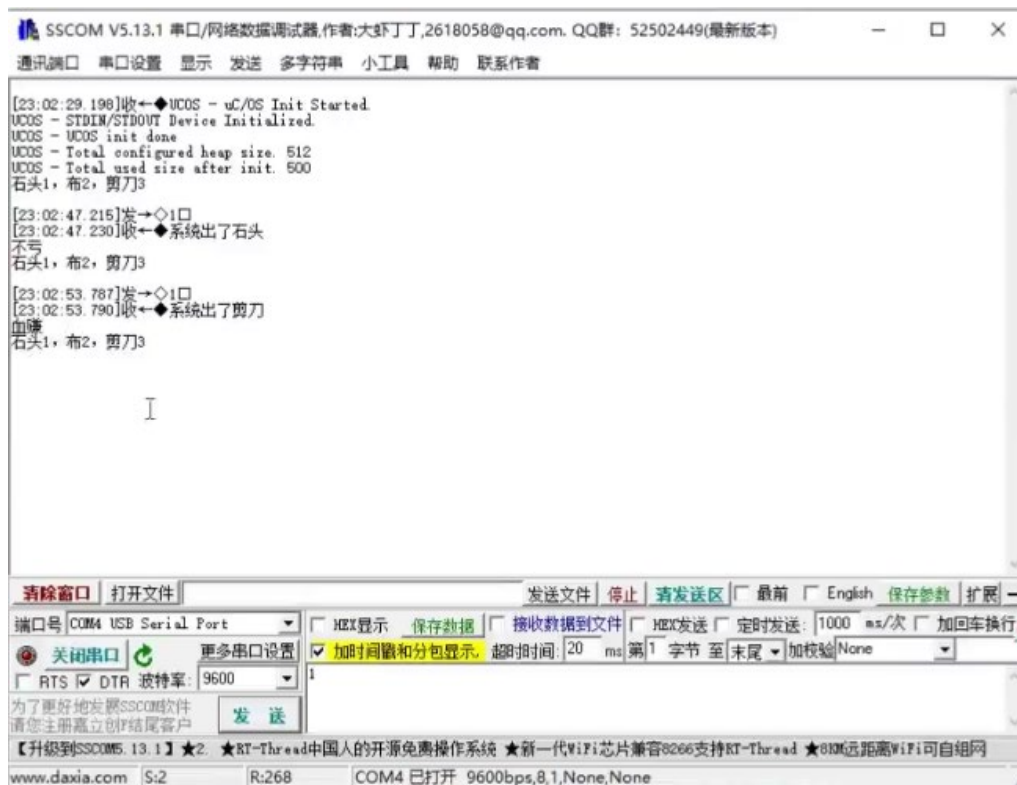 SSCOM V5.13.1 串口/网络数据调试器,作者:大虾丁丁,2618058@qq.com. QQ群: 52502449(最新版本)
通讯端口 串口设置 显示 发送 多字符串 小工具 帮助 联系作者
[23:02:29.198]收←◆UCOS - uC/OS Init Started.
UCOS - STDIN/STDOUT Device Initialized.
UCOS - UCOS init done
UCOS - Total configured heap size. 512
UCOS - Total used size after init. 500
石头1，布2，剪刀3
[23:02:47.215]发→◇1□
[23:02:47.230]收←◆系统出了石头
不亏
石头1，布2，剪刀3
[23:02:53.787]发→◇1□
[23:02:53.790]收←◆系统出了剪刀
血赚
石头1，布2，剪刀3
清除窗口 打开文件 发送文件 停止 清发送区 最前 English 保存参数 扩展 —
端口号 COM4 USB Serial Port HEX显示 保存数据 接收数据到文件 HEX发送 定时发送: 1000 ms/次 加回车换行
关闭串口 更多串口设置 加时间戳和分包显示, 超时时间: 20 ms 第1 字节 至 末尾 加校验 None
RTS DTR 波特率: 9600 1
为了更好地发展SSCOM软件
请您注册嘉立创F结尾客户 发 送
【升级到SSCOM5.13.1】★2. ★RT-Thread中国人的开源免费操作系统 ★新一代WiFi芯片兼容8266支持RT-Thread ★8KM远距离WiFi可自组网
www.daxia.com S:2 R:268 COM4 已打开 9600bps,8,1,None,None